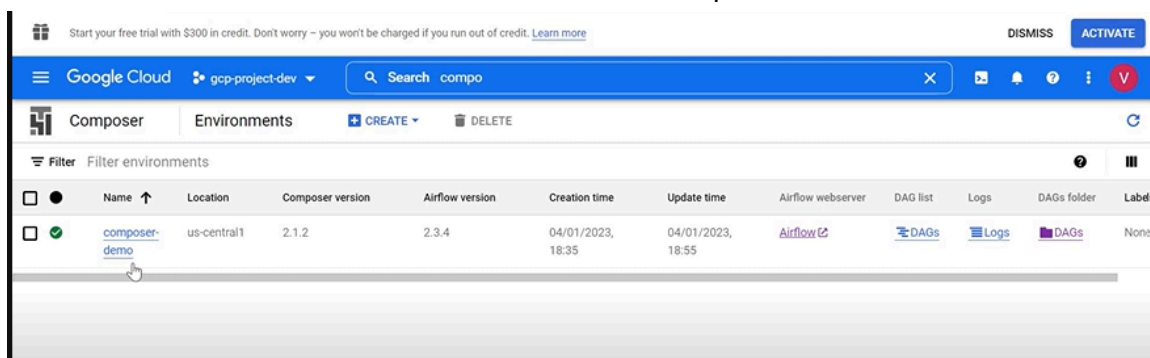 Start your free trial with $300 in credit. Don't worry – you won't be charged if you run out of credit. Learn more DISMISS ACTIVATE
Google Cloud gcp-project-dev Search compo V
Composer Environments CREATE DELETE
Filter Filter environments
Name Location Composer version Airflow version Creation time Update time Airflow webserver DAG list Logs DAGs folder Label
composer- us-central1 2.1.2 2.3.4 04/01/2023, 04/01/2023, Airflow DAGs Logs DAGs None
demo 18:35 18:55